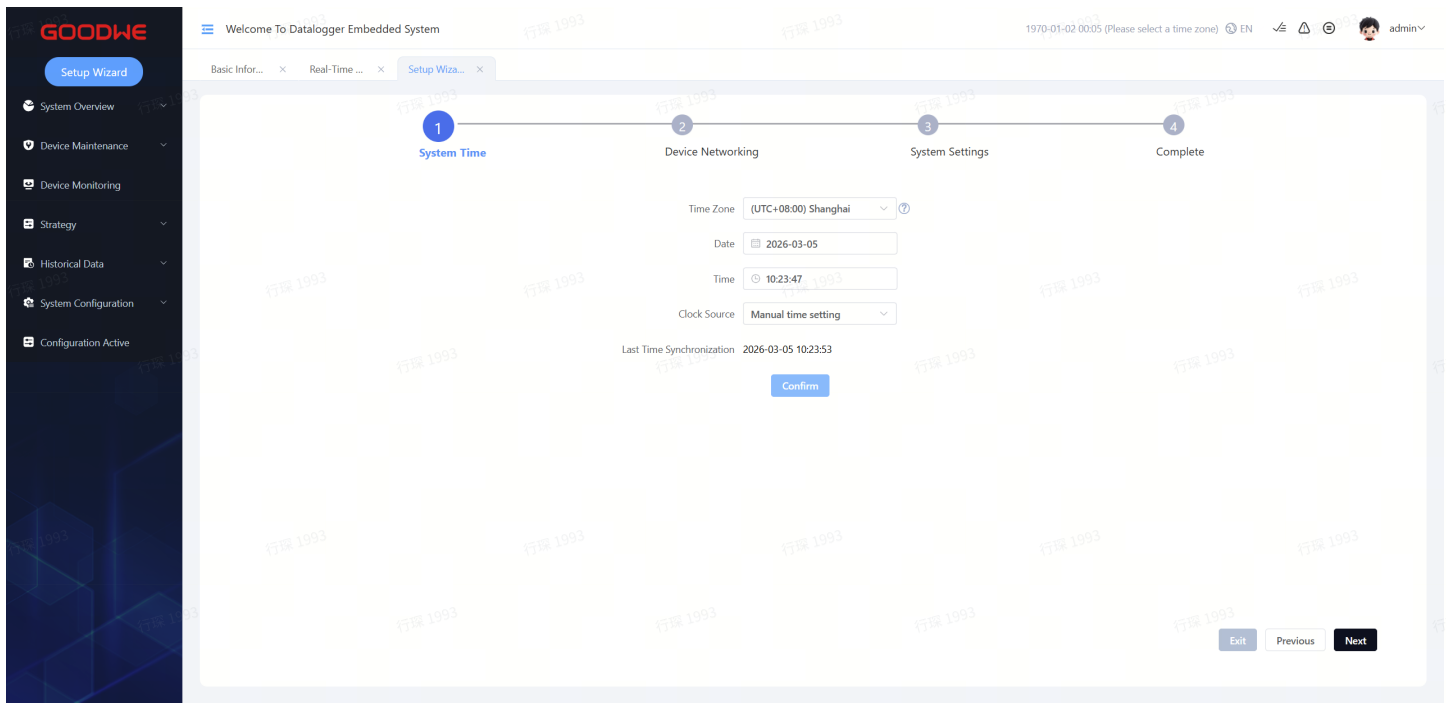 GOODWE
Welcome To Datalogger Embedded System
1970-01-02 00:05 (Please select a time zone) EN
admin
Setup Wizard
Basic Infor... × Real-Time ... × Setup Wiza... ×
System Overview
Device Maintenance
Device Monitoring
Strategy
Historical Data
System Configuration
Configuration Active
1 2 3 4
System Time Device Networking System Settings Complete
Time Zone (UTC+08:00) Shanghai
Date 2026-03-05
Time 10:23:47
Clock Source Manual time setting
Last Time Synchronization 2026-03-05 10:23:53
Confirm
Exit Previous Next
行琛 1993